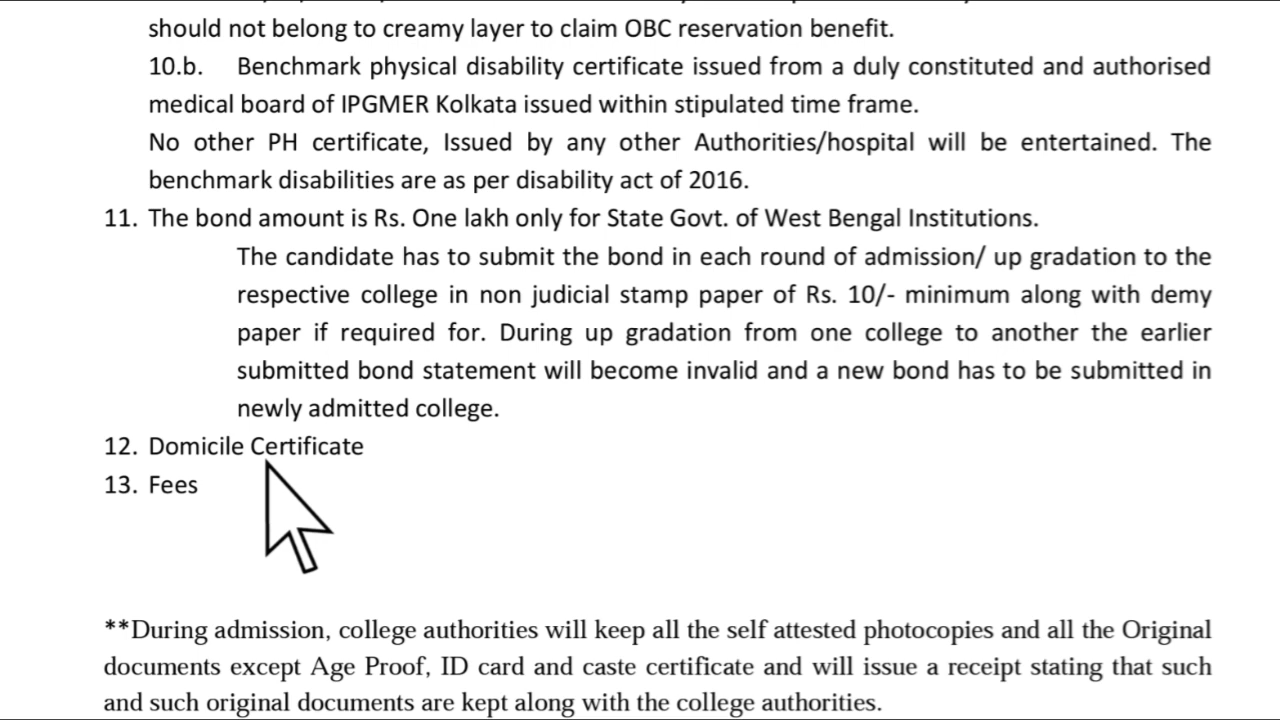 should not belong to creamy layer to claim OBC reservation benefit.
10.b. Benchmark physical disability certificate issued from a duly constituted and authorised
medical board of IPGMER Kolkata issued within stipulated time frame.
No other PH certificate, Issued by any other Authorities/hospital will be entertained. The
benchmark disabilities are as per disability act of 2016.
11. The bond amount is Rs. One lakh only for State Govt. of West Bengal Institutions.
The candidate has to submit the bond in each round of admission/ up gradation to the
respective college in non judicial stamp paper of Rs. 10/- minimum along with demy
paper if required for. During up gradation from one college to another the earlier
submitted bond statement will become invalid and a new bond has to be submitted in
newly admitted college.
12. Domicile Certificate
13. Fees
**During admission, college authorities will keep all the self attested photocopies and all the Original
documents except Age Proof, ID card and caste certificate and will issue a receipt stating that such
and such original documents are kept along with the college authorities.